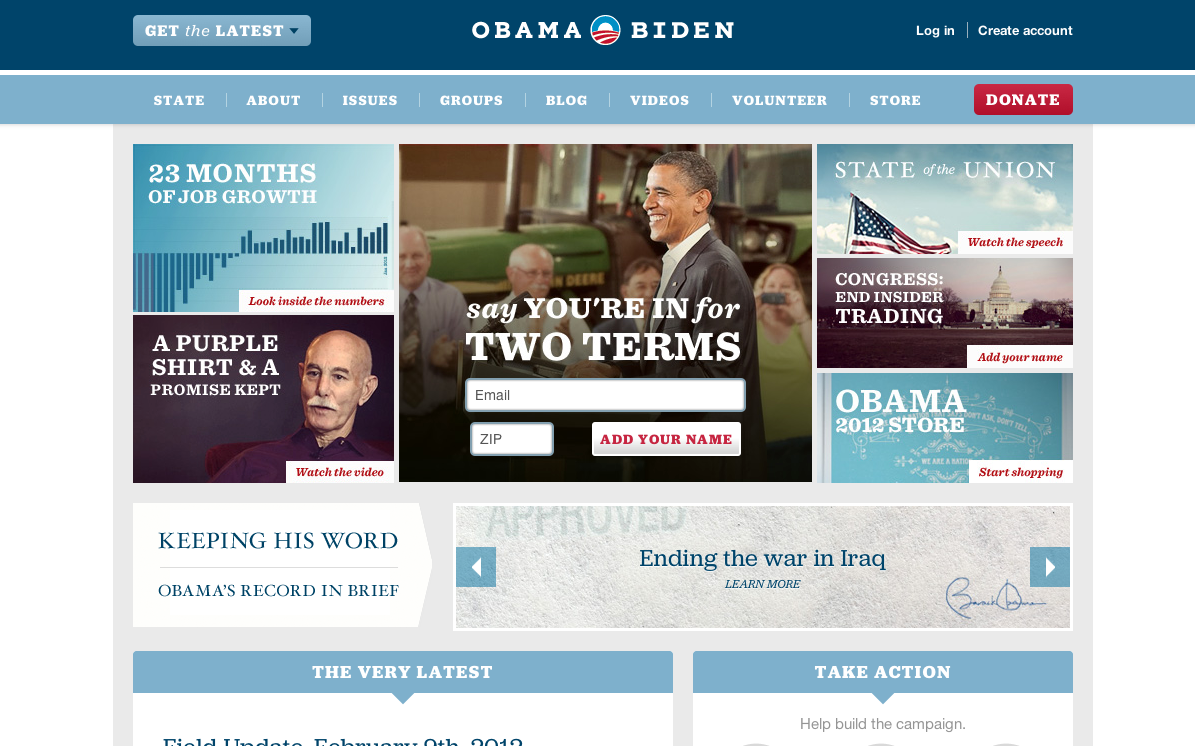 GET the LATEST
OBAMA BIDEN
Log in
Create account
STATE
ABOUT
ISSUES
GROUPS
BLOG
VIDEOS
VOLUNTEER
STORE
DONATE
23 MONTHS
OF JOB GROWTH
Look inside the numbers
A PURPLE
SHIRT & A
PROMISE KEPT
Watch the video
DEERE
say YOU'RE IN for
TWO TERMS
Email
ZIP
ADD YOUR NAME
STATE of the UNION
Watch the speech
CONGRESS:
END INSIDER
TRADING
Add your name
OBAMA
2012 STORE
Start shopping
KEEPING HIS WORD
OBAMA'S RECORD IN BRIEF
APPROVED
Ending the war in Iraq
LEARN MORE
THE VERY LATEST
Field Update, February 9th, 2012
TAKE ACTION
Help build the campaign.